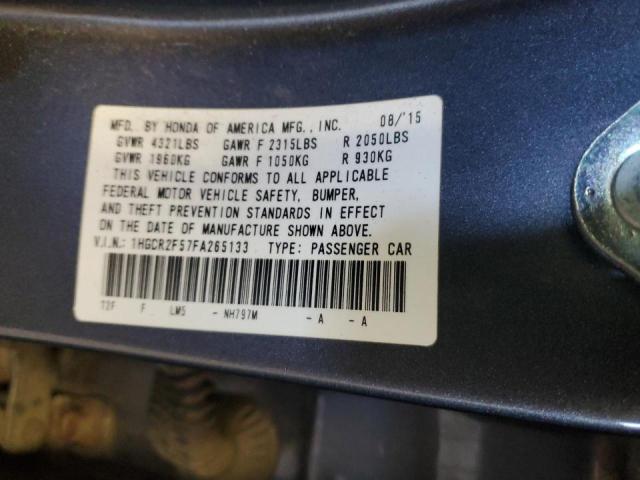 MFD. BY HONDA OF AMERICA MFG., INC. 08/'15
GVWR 4321LBS GAWR F 2315LBS R 2050LBS
GVWR 1960KG GAWR F 1050KG R 930KG
THIS VEHICLE CONFORMS TO ALL APPLICABLE
FEDERAL MOTOR VEHICLE SAFETY, BUMPER,
AND THEFT PREVENTION STANDARDS IN EFFECT
ON THE DATE OF MANUFACTURE SHOWN ABOVE.
V.I.N.: 1HGCR2F57FA265133 TYPE: PASSENGER CAR
T2F F LM5 - NH797M - A - A